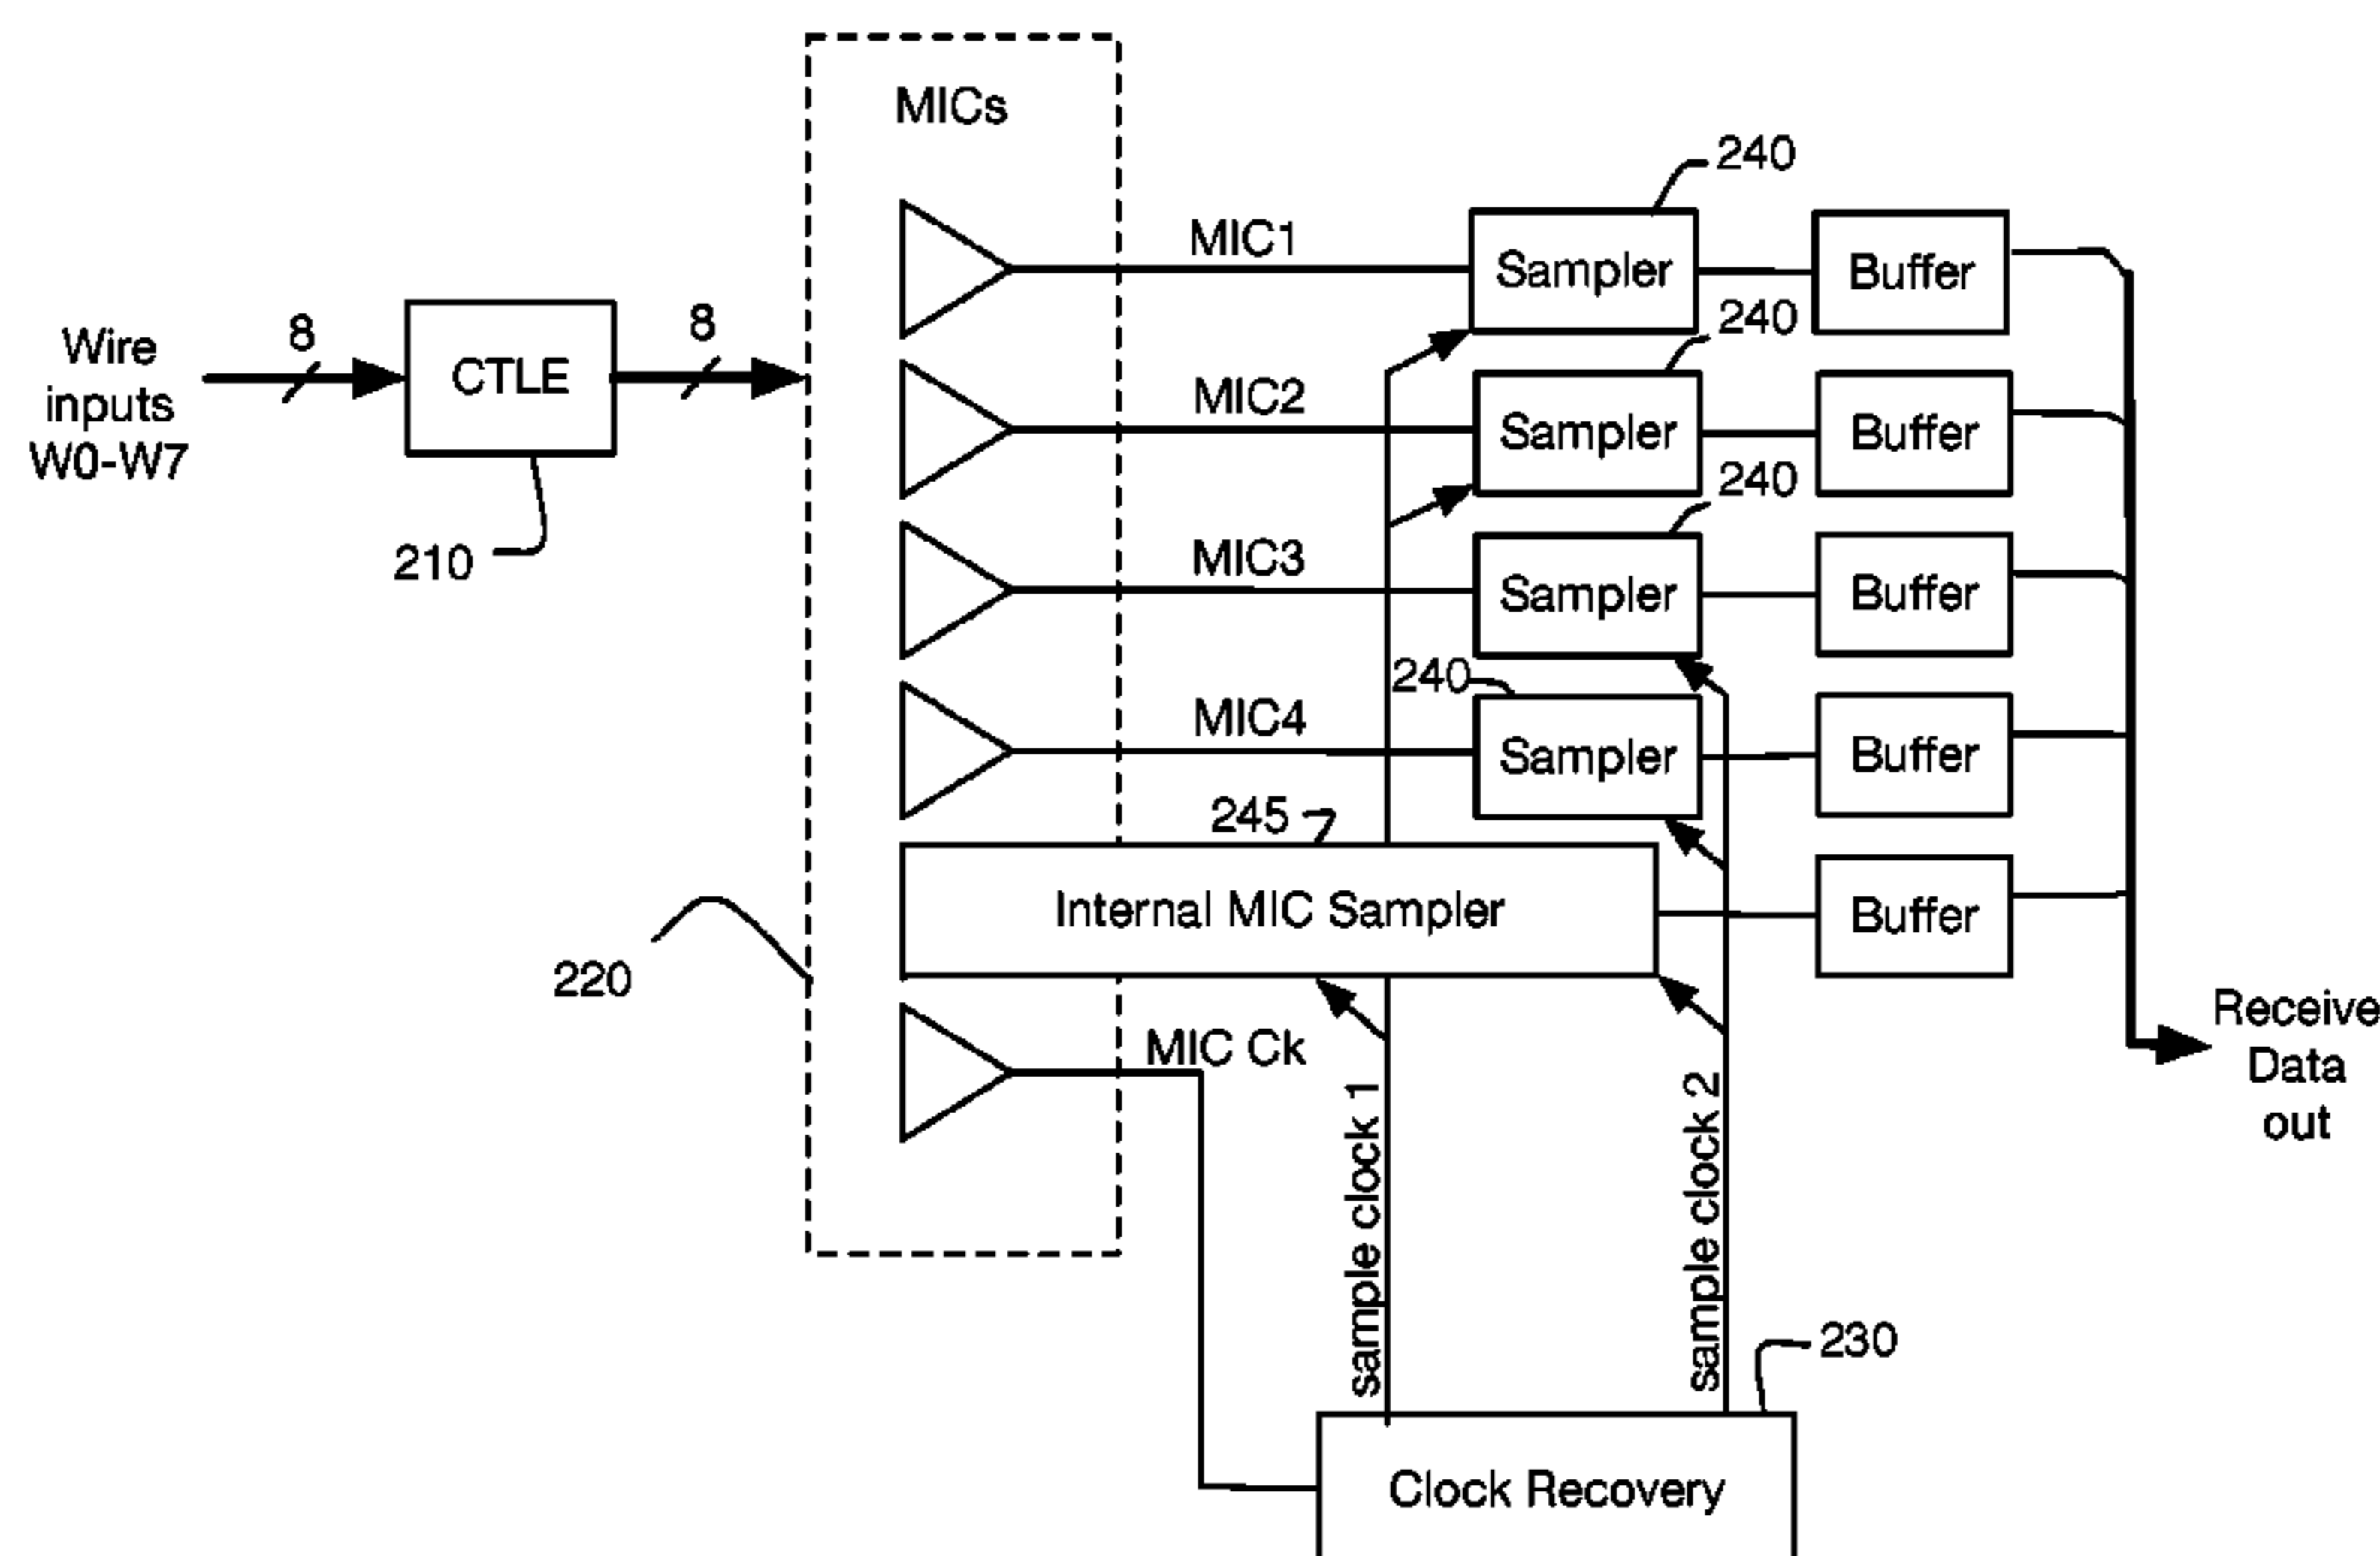 MICs
240
MIC1
Sampler
Buffer
8
8
Wire
inputs
W0-W7
CTLE
210
240
MIC2
Sampler
Buffer
240
MIC3
Sampler
Buffer
240
MIC4
Sampler
Buffer
245
Internal MIC Sampler
Buffer
220
MIC Ck
sample clock 1
sample clock 2
Receive
Data
out
230
Clock Recovery